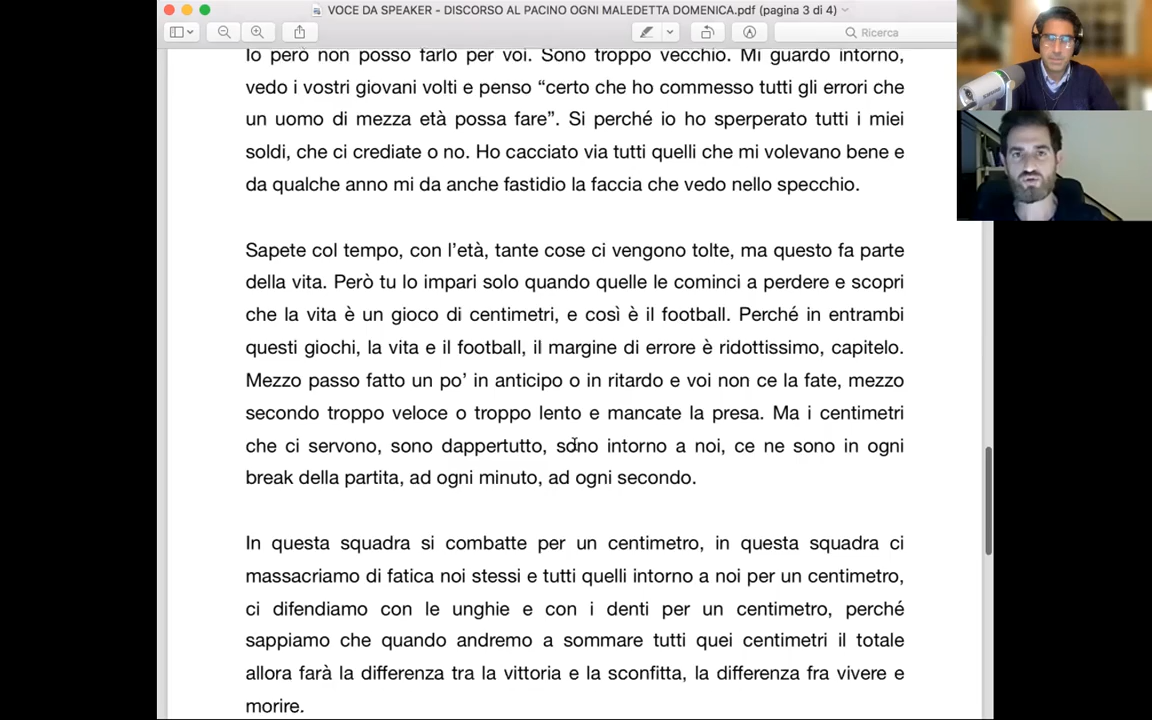 VOCE DA SPEAKER - DISCORSO AL PACINO OGNI MALEDETTA DOMENICA.pdf (pagina 3 di 4)
Ricerca
Io però non posso farlo per voi. Sono troppo vecchio. Mi guardo intorno,
vedo i vostri giovani volti e penso “certo che ho commesso tutti gli errori che
un uomo di mezza età possa fare”. Si perché io ho sperperato tutti i miei
soldi, che ci crediate o no. Ho cacciato via tutti quelli che mi volevano bene e
da qualche anno mi da anche fastidio la faccia che vedo nello specchio.
Sapete col tempo, con l’età, tante cose ci vengono tolte, ma questo fa parte
della vita. Però tu lo impari solo quando quelle le cominci a perdere e scopri
che la vita è un gioco di centimetri, e così è il football. Perché in entrambi
questi giochi, la vita e il football, il margine di errore è ridottissimo, capitelo.
Mezzo passo fatto un po’ in anticipo o in ritardo e voi non ce la fate, mezzo
secondo troppo veloce o troppo lento e mancate la presa. Ma i centimetri
che ci servono, sono dappertutto, sono intorno a noi, ce ne sono in ogni
break della partita, ad ogni minuto, ad ogni secondo.
In questa squadra si combatte per un centimetro, in questa squadra ci
massacriamo di fatica noi stessi e tutti quelli intorno a noi per un centimetro,
ci difendiamo con le unghie e con i denti per un centimetro, perché
sappiamo che quando andremo a sommare tutti quei centimetri il totale
allora farà la differenza tra la vittoria e la sconfitta, la differenza fra vivere e
morire.